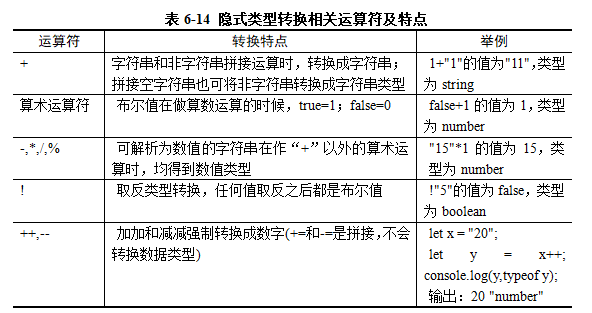 表 6-14 隐式类型转换相关运算符及特点
运算符 转换特点 举例
+ 字符串和非字符串拼接运算时，转换成字符串； 1+"1"的值为"11"，类型
拼接空字符串也可将非字符串转换成字符串类型 为 string
算术运算符 布尔值在做算数运算的时候，true=1；false=0 false+1 的值为 1，类型
为 number
-,*,/,% 可解析为数值的字符串在作“+”以外的算术运 "15"*1 的值为 15，类
算时，均得到数值类型 型为 number
! 取反类型转换，任何值取反之后都是布尔值 !"5"的值为 false，类型
为 boolean
++,-- 加加和减减强制转换成数字(+=和-=是拼接，不会 let x = "20";
转换数据类型) let y = x++;
console.log(y,typeof y);
输出：20 "number"